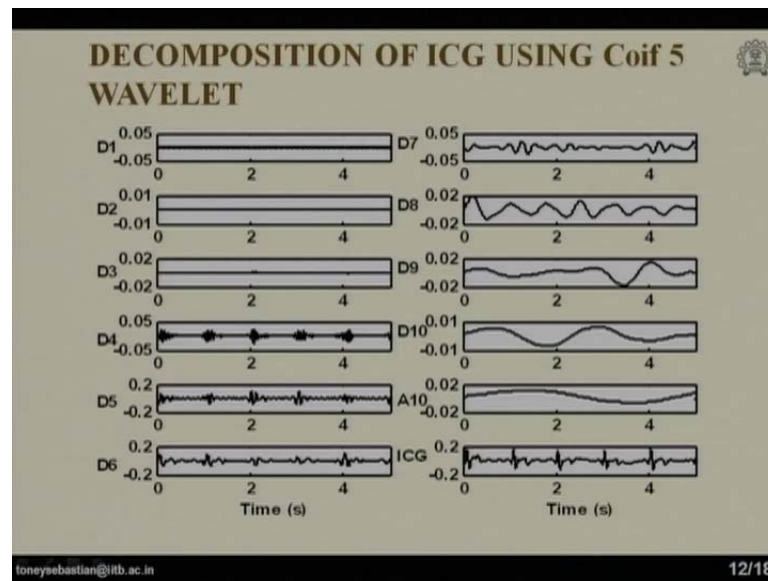 DECOMPOSITION OF ICG USING Coif 5
WAVELET
D1 0.05
-0.05
0 2 4
D2 0.01
-0.01
0 2 4
D3 0.02
-0.02
0 2 4
D4 0.05
-0.05
0 2 4
D5 0.2
-0.2
0 2 4
D6 0.2
-0.2
0 2 4
Time (s)
D7 0.05
-0.05
0 2 4
D8 0.02
-0.02
0 2 4
D9 0.02
-0.02
0 2 4
D10 0.01
-0.01
0 2 4
A10 0.02
-0.02
0 2 4
ICG 0.2
-0.2
0 2 4
Time (s)
toneysebastian@iitb.ac.in
12/18